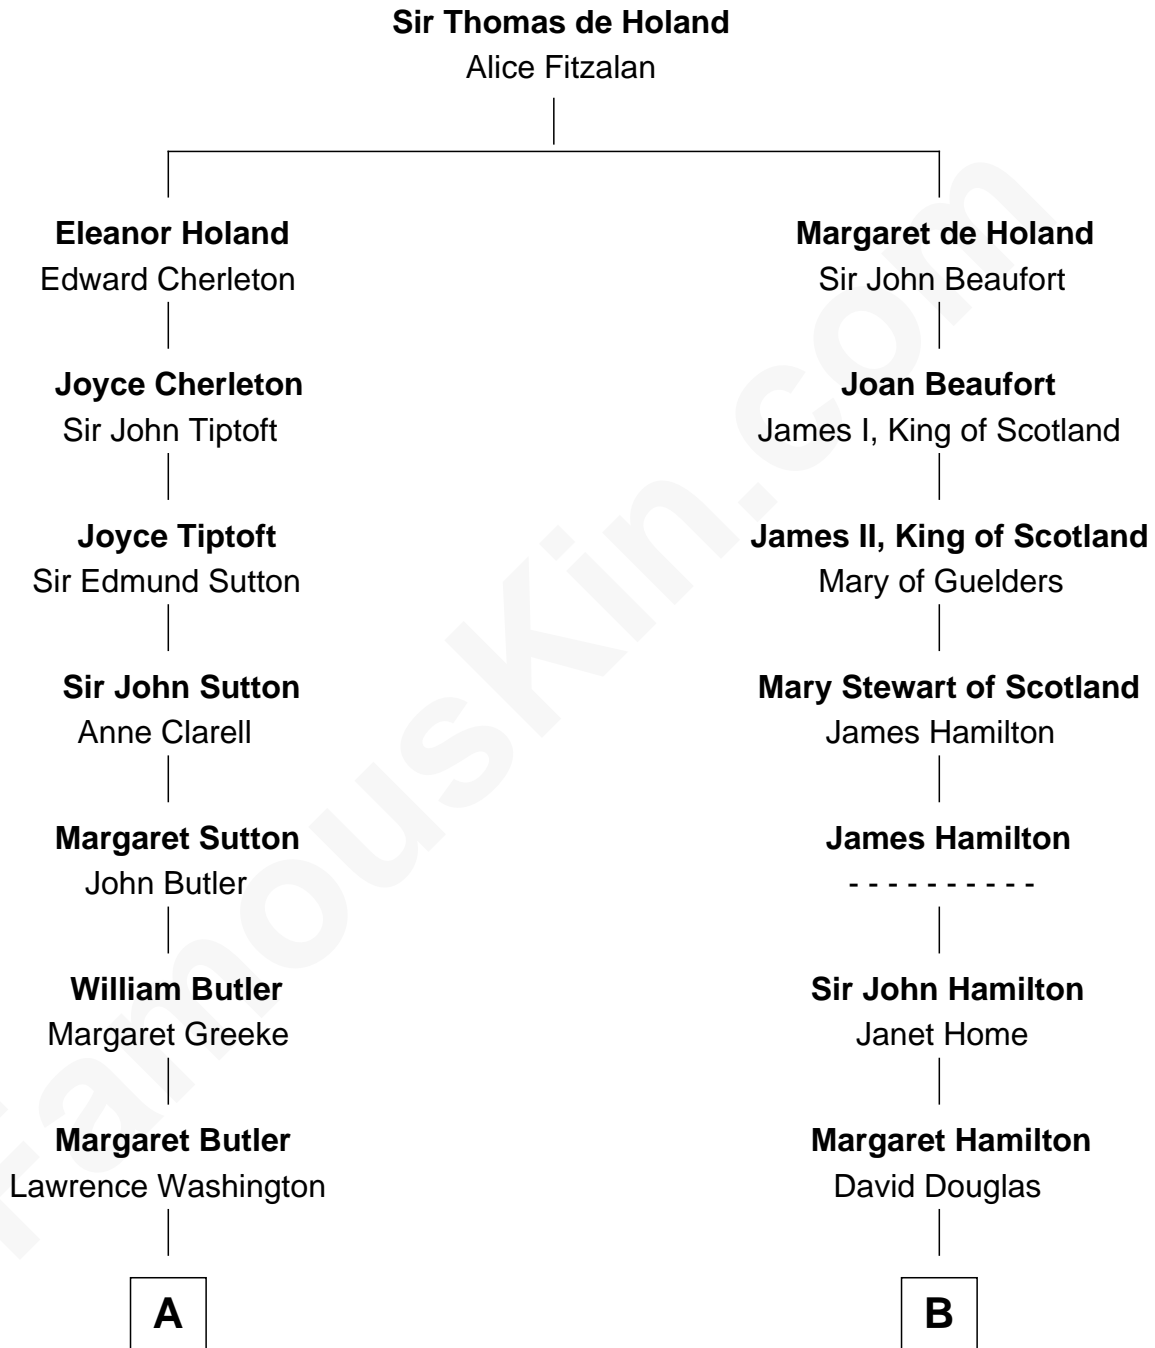 Sir Thomas de Holand
Alice Fitzalan
Eleanor Holand
Edward Cherleton
Margaret de Holand
Sir John Beaufort
Joyce Cherleton
Sir John Tiptoft
Joan Beaufort
James I, King of Scotland
Joyce Tiptoft
Sir Edmund Sutton
James II, King of Scotland
Mary of Guelders
Sir John Sutton
Anne Clarell
Mary Stewart of Scotland
James Hamilton
Margaret Sutton
John Butler
James Hamilton
- - - - - - - - - -
William Butler
Margaret Greeke
Sir John Hamilton
Janet Home
Margaret Butler
Lawrence Washington
Margaret Hamilton
David Douglas
A
B
FamousKin.com